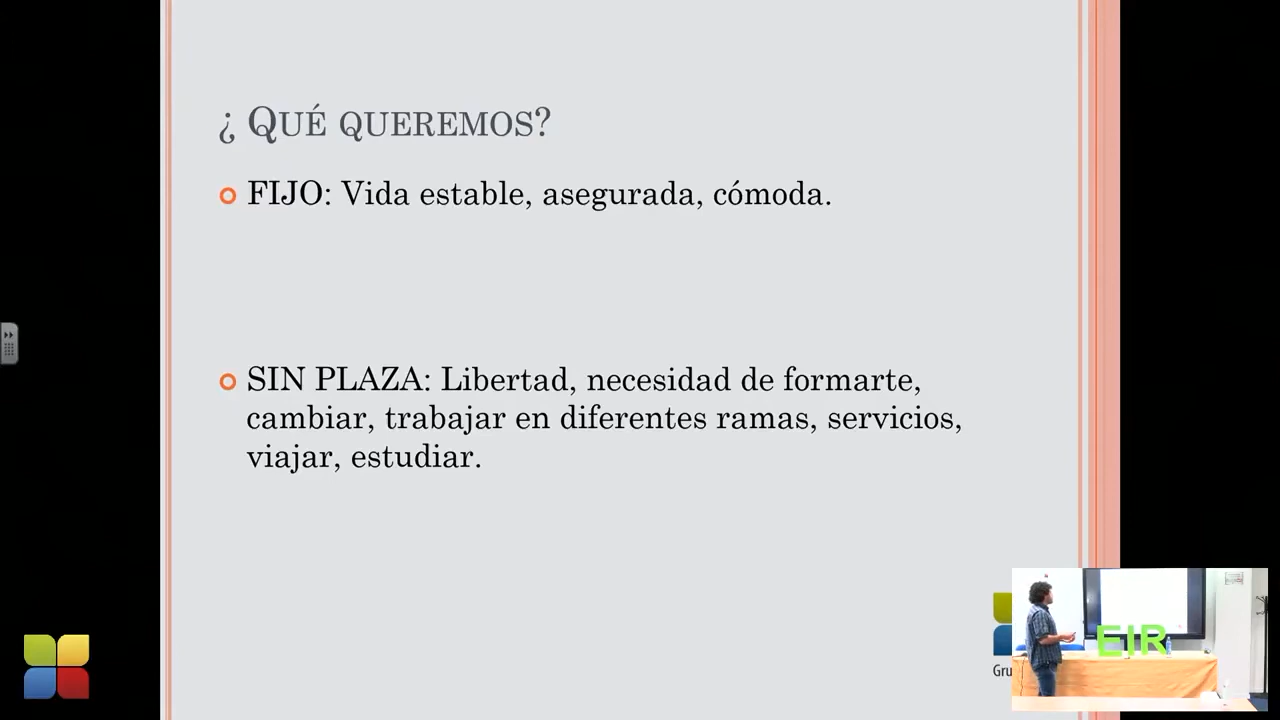 ¿ QUÉ QUEREMOS?
FIJO: Vida estable, asegurada, cómoda.
SIN PLAZA: Libertad, necesidad de formarte,
cambiar, trabajar en diferentes ramas, servicios,
viajar, estudiar.
EIR
Gru